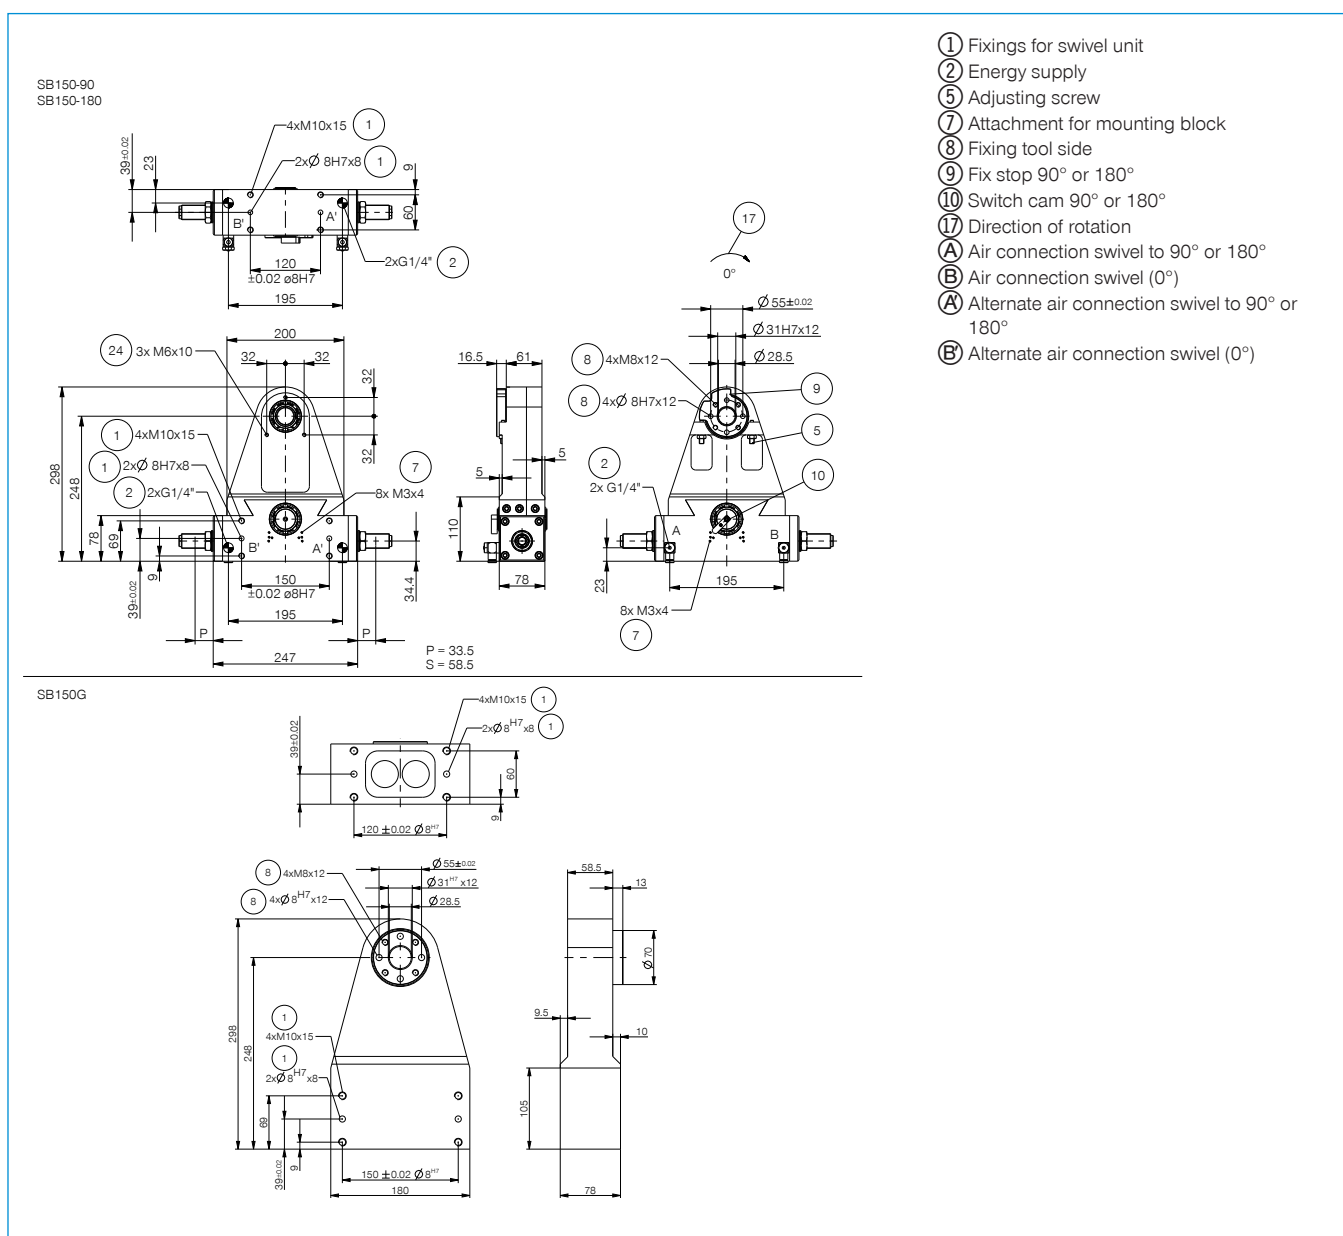 SB150-90
SB150-180
4xM10x15 1
2xØ 8H7x8 1
39±0.02
23
9
60
B'
A'
2xG1/4" 2
120
±0.02 ø8H7
195
17
0°
200
24 3x M6x10
32
32
32
32
1 4xM10x15
1 2xØ 8H7x8
2 2xG1/4"
7
8x M3x4
298
248
78
69
9
39±0.02
B'
A'
34.4
150
±0.02 ø8H7
195
P
P
247
P = 33.5
S = 58.5
16.5
61
5
5
110
78
Ø 55±0.02
Ø 31H7x12
Ø 28.5
8 4xM8x12
8 4xØ 8H7x12
9
5
2
2x G1/4"
10
A
B
23
195
8x M3x4
7
SB150G
4xM10x15 1
2xØ 8H7x8 1
39±0.02
60
9
120 ±0.02 Ø 8H7
Ø 55±0.02
8 4xM8x12
Ø 31H7 x12
8 4xØ 8H7x12
Ø 28.5
298
248
1
4xM10x15
1
2xØ 8H7x8
69
39±0.02
9
150 ±0.02 Ø 8H7
180
58.5
13
Ø 70
9.5
10
105
78
1 Fixings for swivel unit
2 Energy supply
5 Adjusting screw
7 Attachment for mounting block
8 Fixing tool side
9 Fix stop 90° or 180°
10 Switch cam 90° or 180°
17 Direction of rotation
A Air connection swivel to 90° or 180°
B Air connection swivel (0°)
A' Alternate air connection swivel to 90° or
180°
B' Alternate air connection swivel (0°)